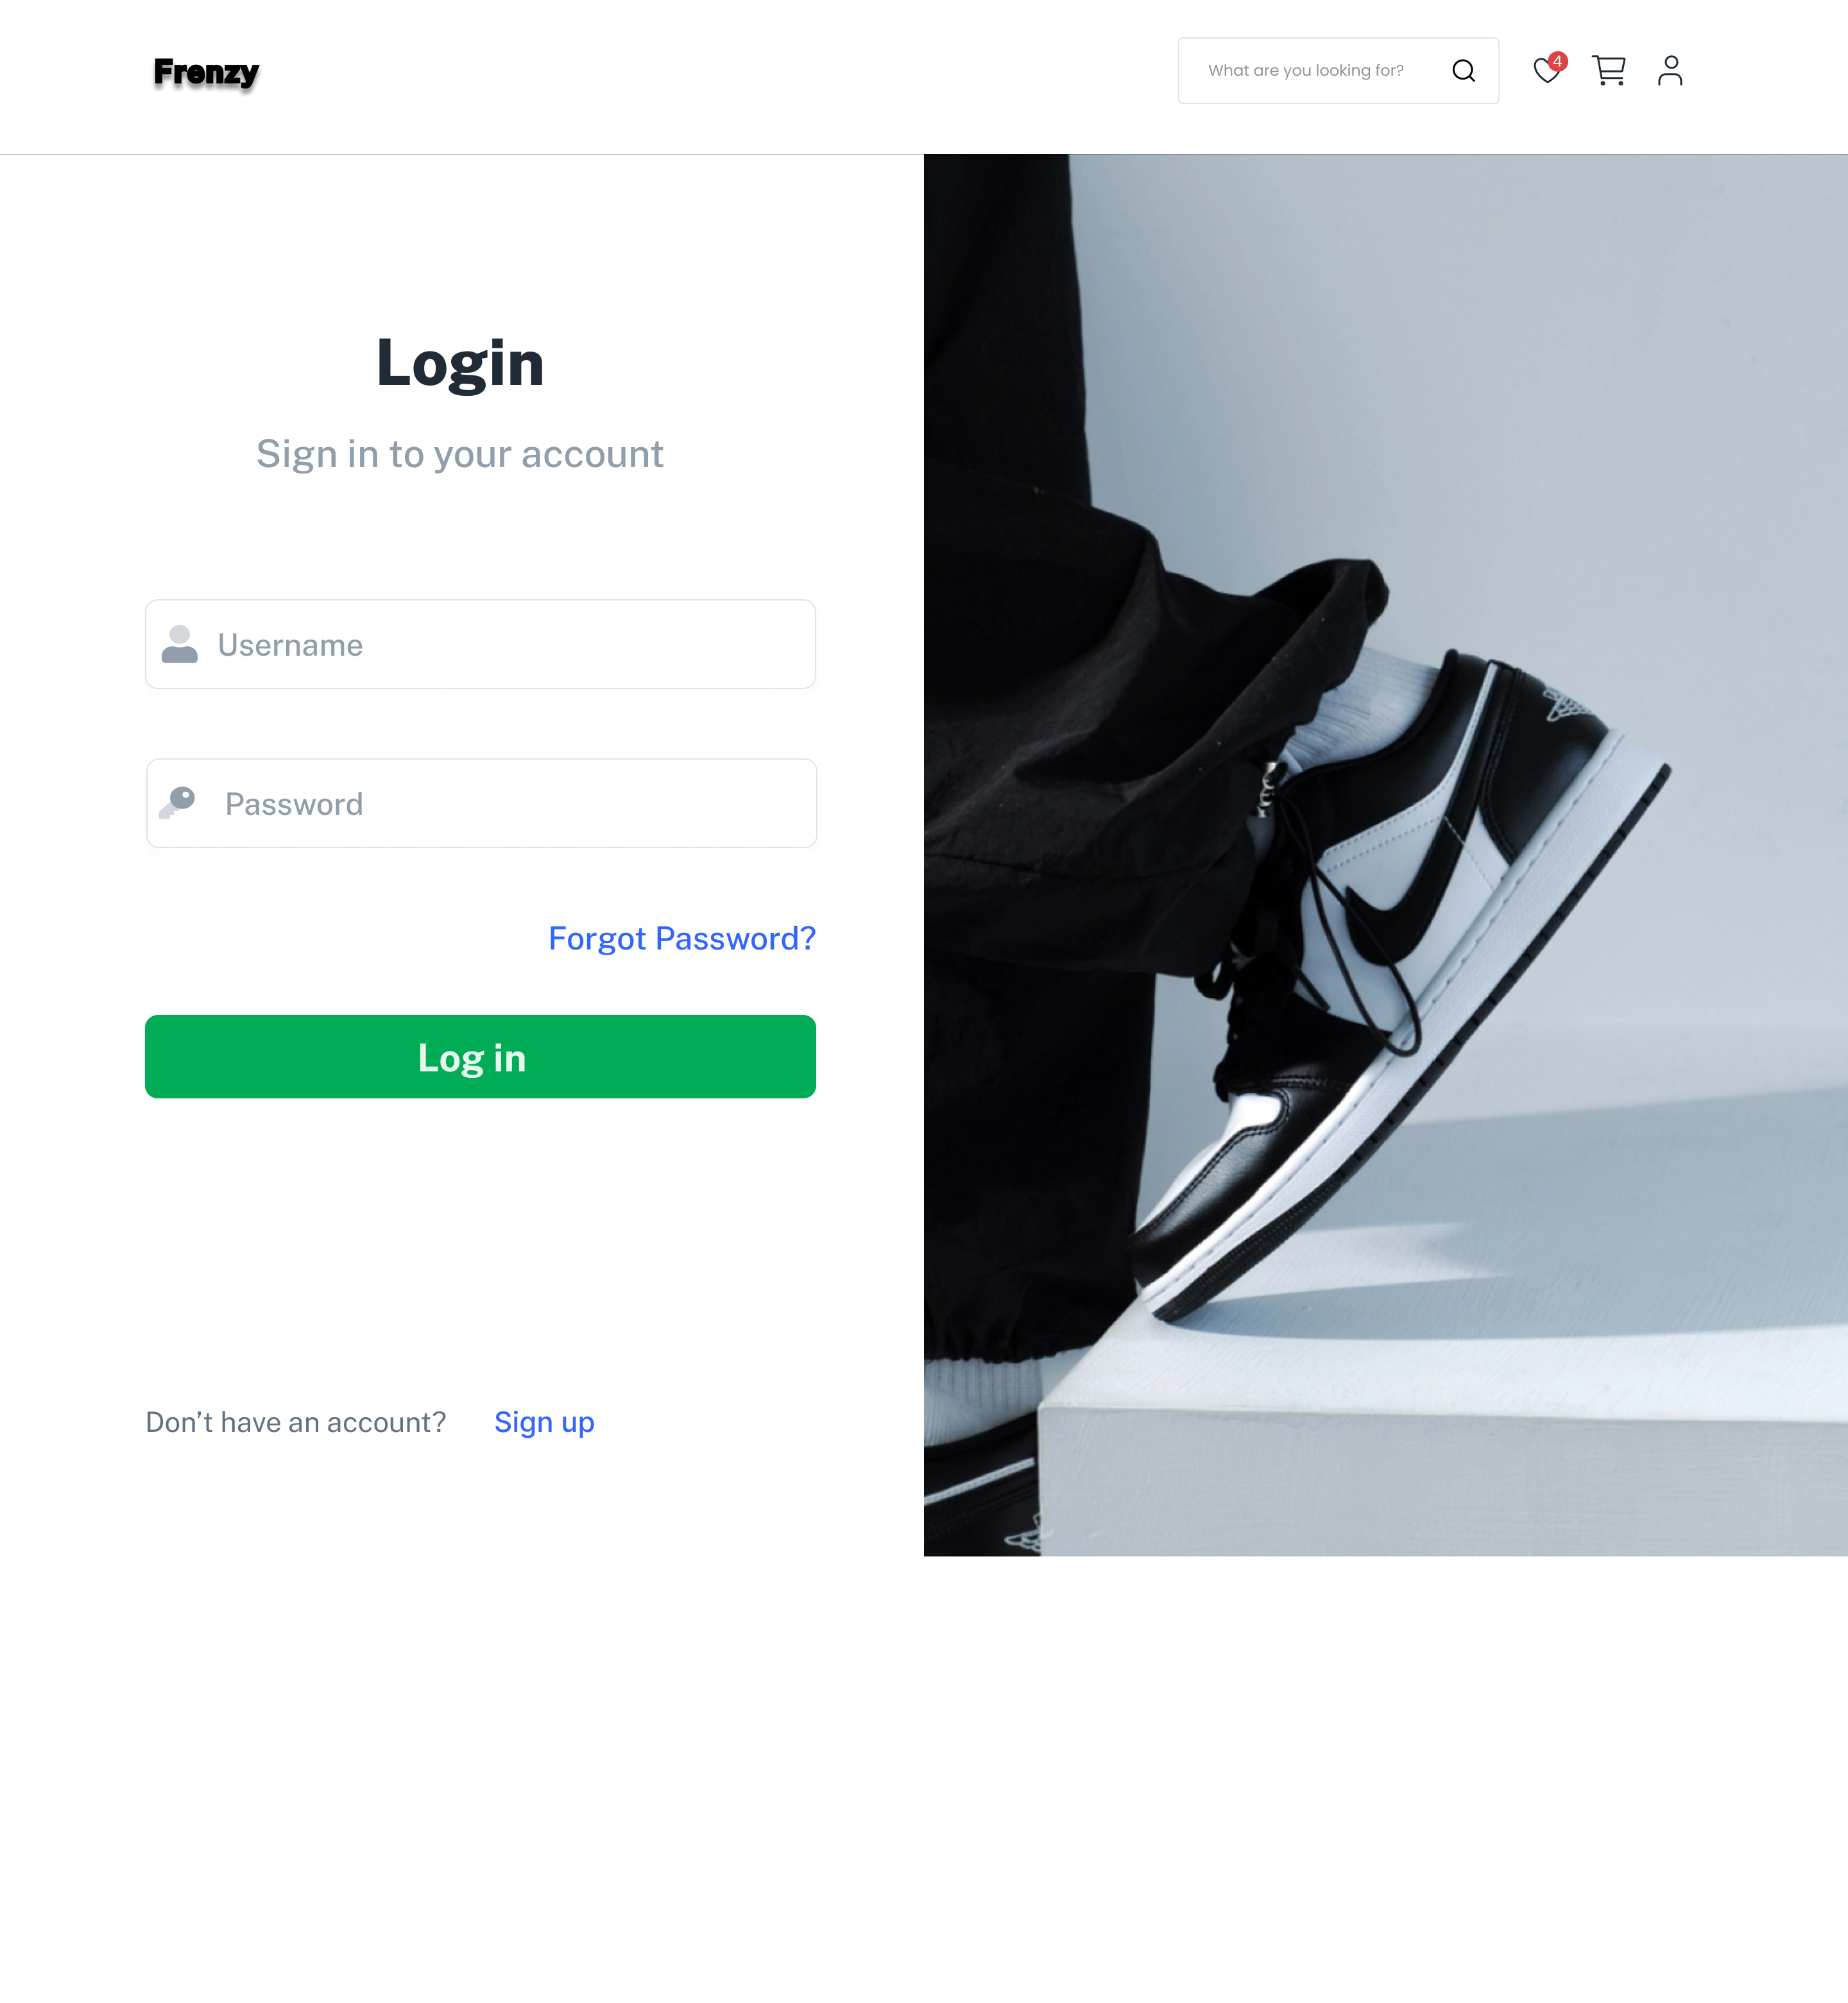 Frenzy
What are you looking for?
4
Login
Sign in to your account
Username
Password
Forgot Password?
Log in
Don’t have an account? Sign up